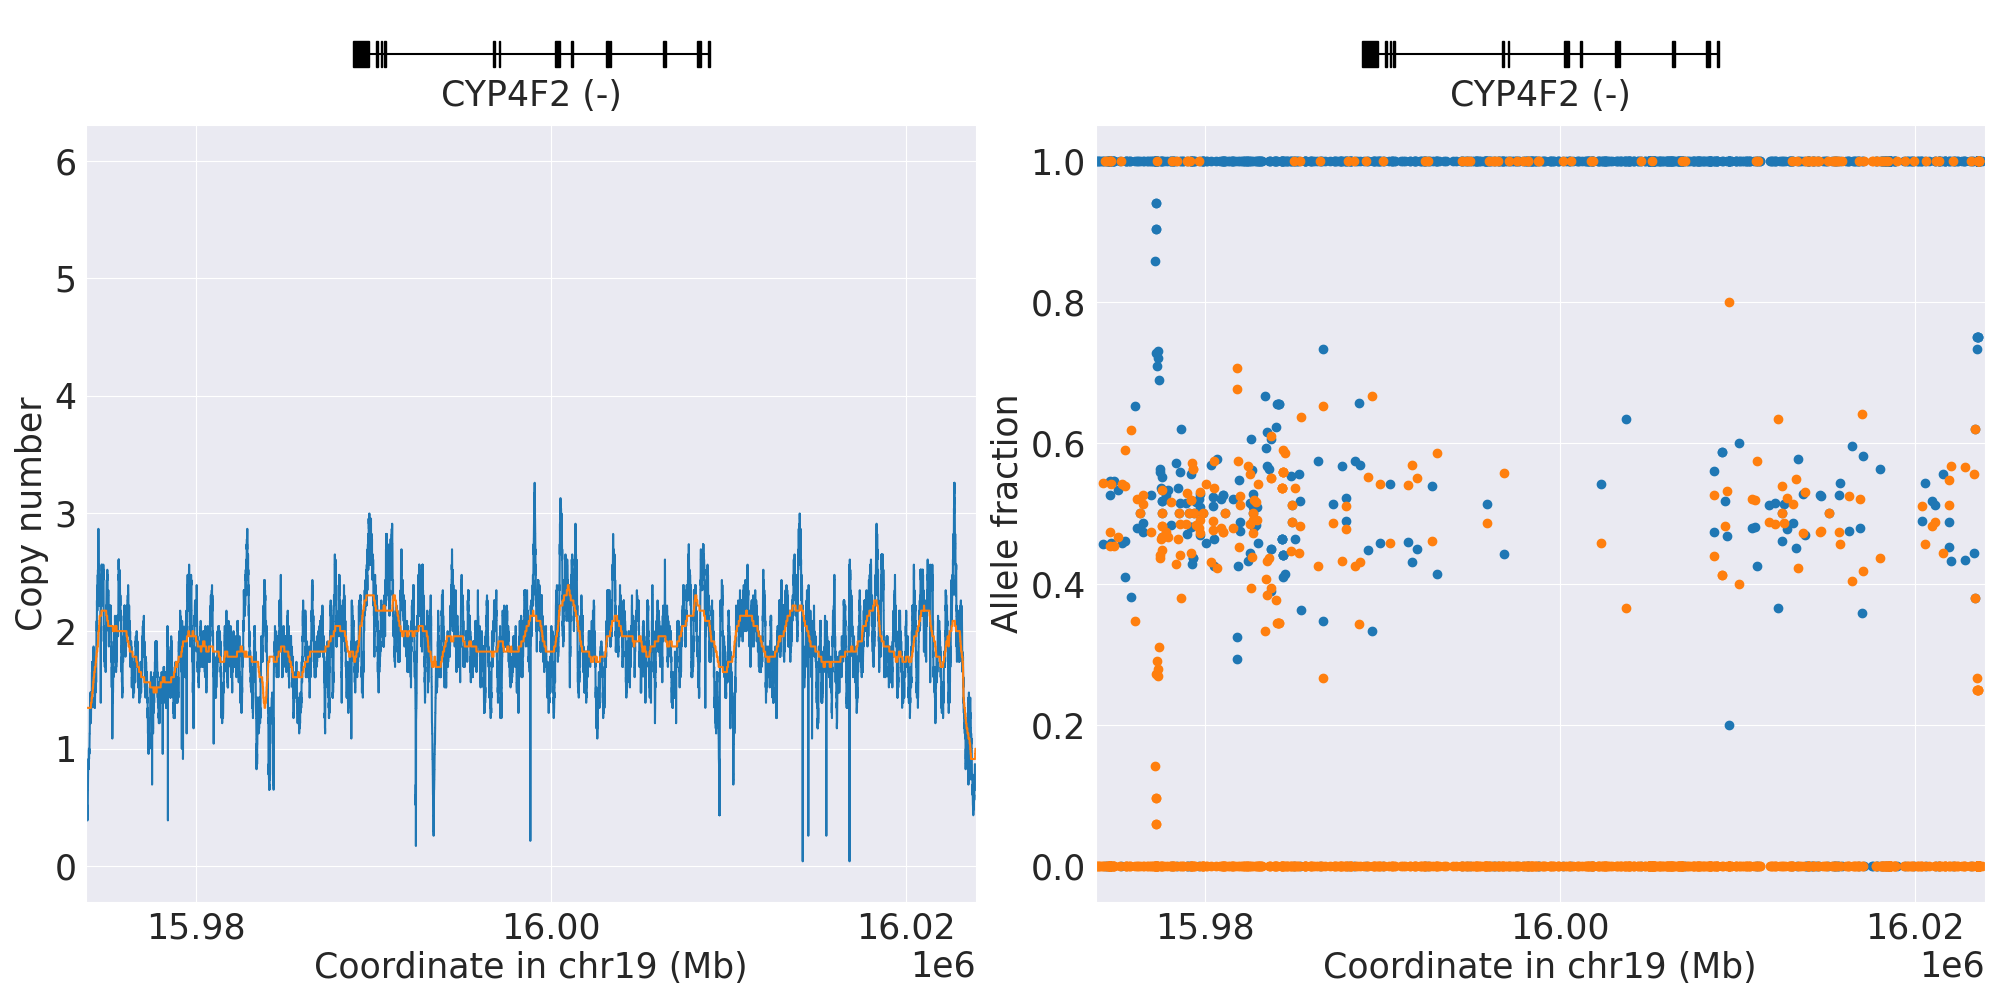 CYP4F2 (-)
6
5
4
3
2
1
0
Copy number
15.98
16.00
16.02
Coordinate in chr19 (Mb)
1e6
CYP4F2 (-)
1.0
0.8
0.6
0.4
0.2
0.0
Allele fraction
15.98
16.00
16.02
Coordinate in chr19 (Mb)
1e6